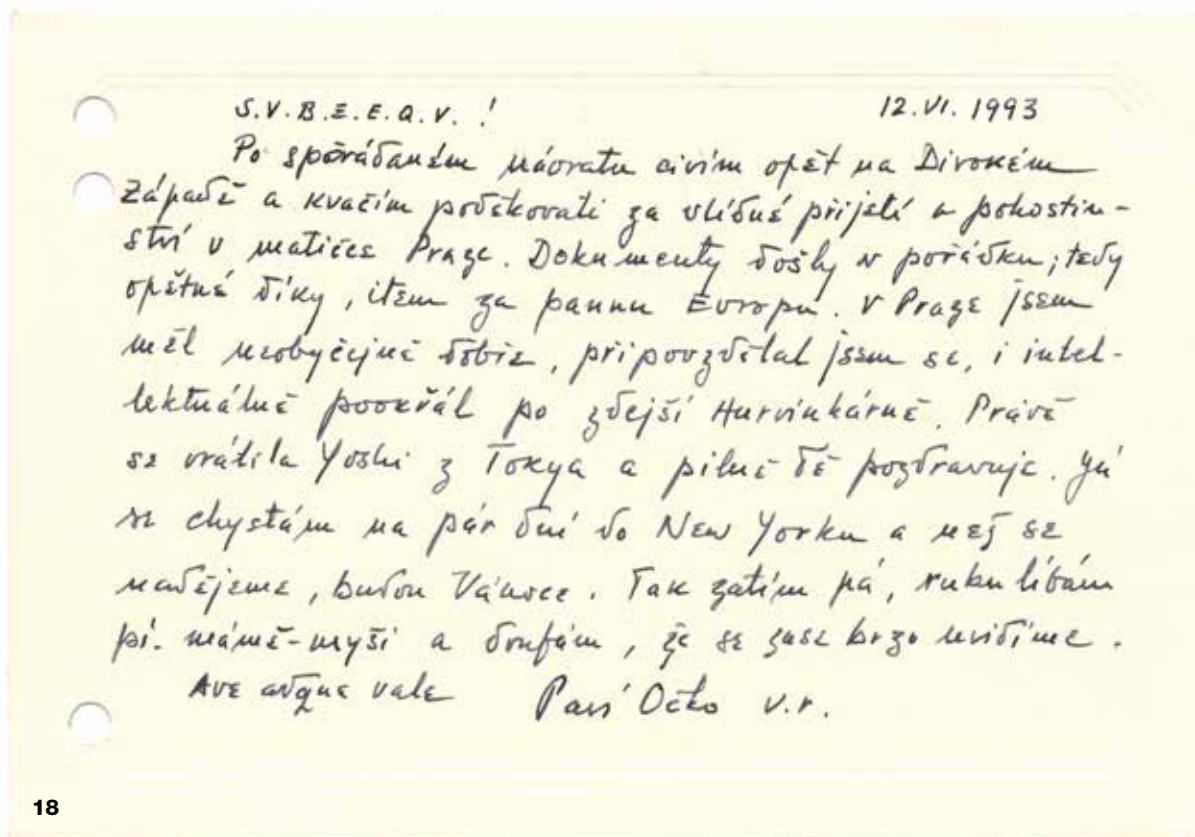 S.V.B.E.E.Q.V. ! 12.VI.1993
Po spořádaném návratu civím opět na Divokém
Západě a kvačím poděkovati za vlídné přijetí a pohostin-
ství v matičce Praze. Dokumenty došly v pořádku; tedy
opětné díky, item za pannu Evropu. V Praze jsem
měl neobyčejně dobře, připovzdělal jsem se, i intel-
lektuálně pookřál po zdejší Hurvínkárně. Právě
se vrátila Yoshi z Tokya a pilně Tě pozdravuje. Já
se chystám na pár dní do New Yorku a než se
nadějeme, budou Vánoce. Tak zatím pá, ruku líbám
pí. mámě-myši a doufám, že se zase brzo uvidíme.
Ave atque vale Páví Očko v.r.
18